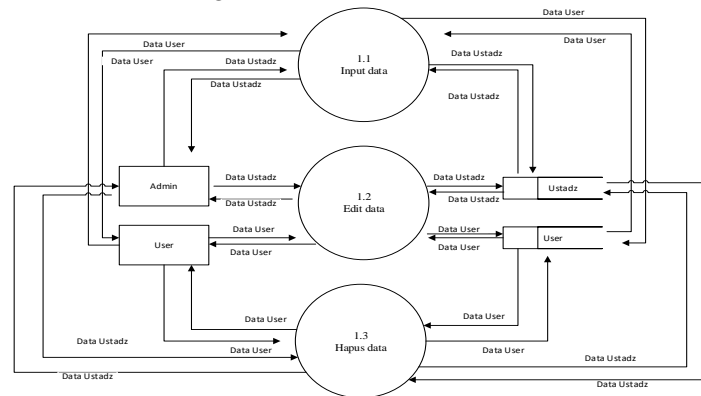 Data User
Data User
Data User
1.1
Input data
Data User
Data User
Data Ustadz
Data Ustadz
Data Ustadz
Data Ustadz
Admin
Data Ustadz
Data Ustadz
1.2
Edit data
Data Ustadz
Data Ustadz
Ustadz
User
Data User
Data User
Data User
Data User
User
Data User
Data User
1.3
Hapus data
Data User
Data User
Data Ustadz
Data Ustadz
Data Ustadz
Data Ustadz